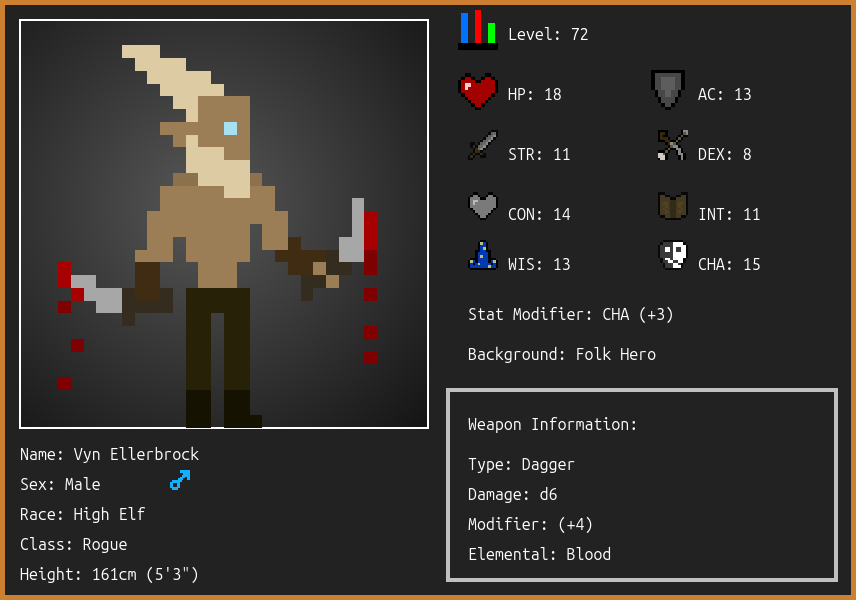 Level: 72
HP: 18
AC: 13
STR: 11
DEX: 8
CON: 14
INT: 11
WIS: 13
CHA: 15
Stat Modifier: CHA (+3)
Background: Folk Hero
Weapon Information:
Type: Dagger
Damage: d6
Modifier: (+4)
Elemental: Blood
Name: Vyn Ellerbrock
Sex: Male
Race: High Elf
Class: Rogue
Height: 161cm (5'3")